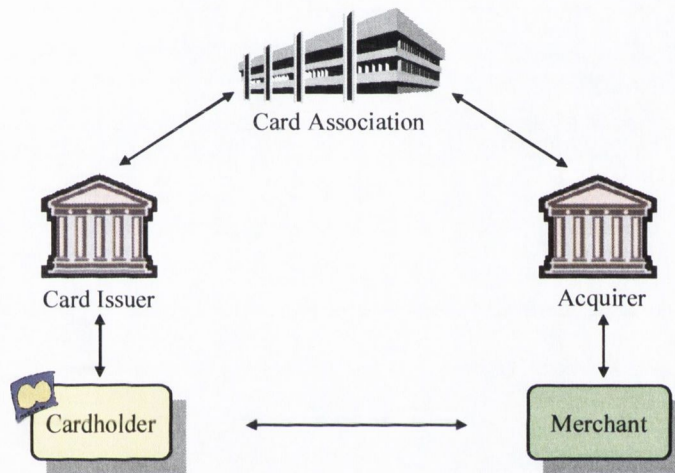 Card Association
Card Issuer
Acquirer
Cardholder
Merchant